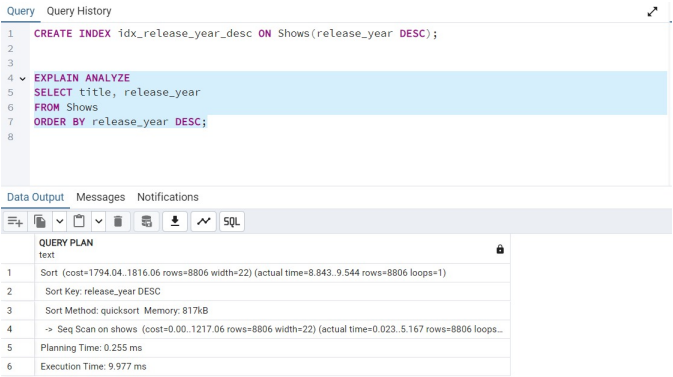 Query Query History
1 CREATE INDEX idx_release_year_desc ON Shows(release_year DESC);
2
3
4 EXPLAIN ANALYZE
5 SELECT title, release_year
6 FROM Shows
7 ORDER BY release_year DESC;
8
Data Output Messages Notifications
SQL
QUERY PLAN
text
1 Sort (cost=1794.04..1816.06 rows=8806 width=22) (actual time=8.843..9.544 rows=8806 loops=1)
2 Sort Key: release_year DESC
3 Sort Method: quicksort Memory: 817kB
4 -> Seq Scan on shows (cost=0.00..1217.06 rows=8806 width=22) (actual time=0.023..5.167 rows=8806 loops...
5 Planning Time: 0.255 ms
6 Execution Time: 9.977 ms